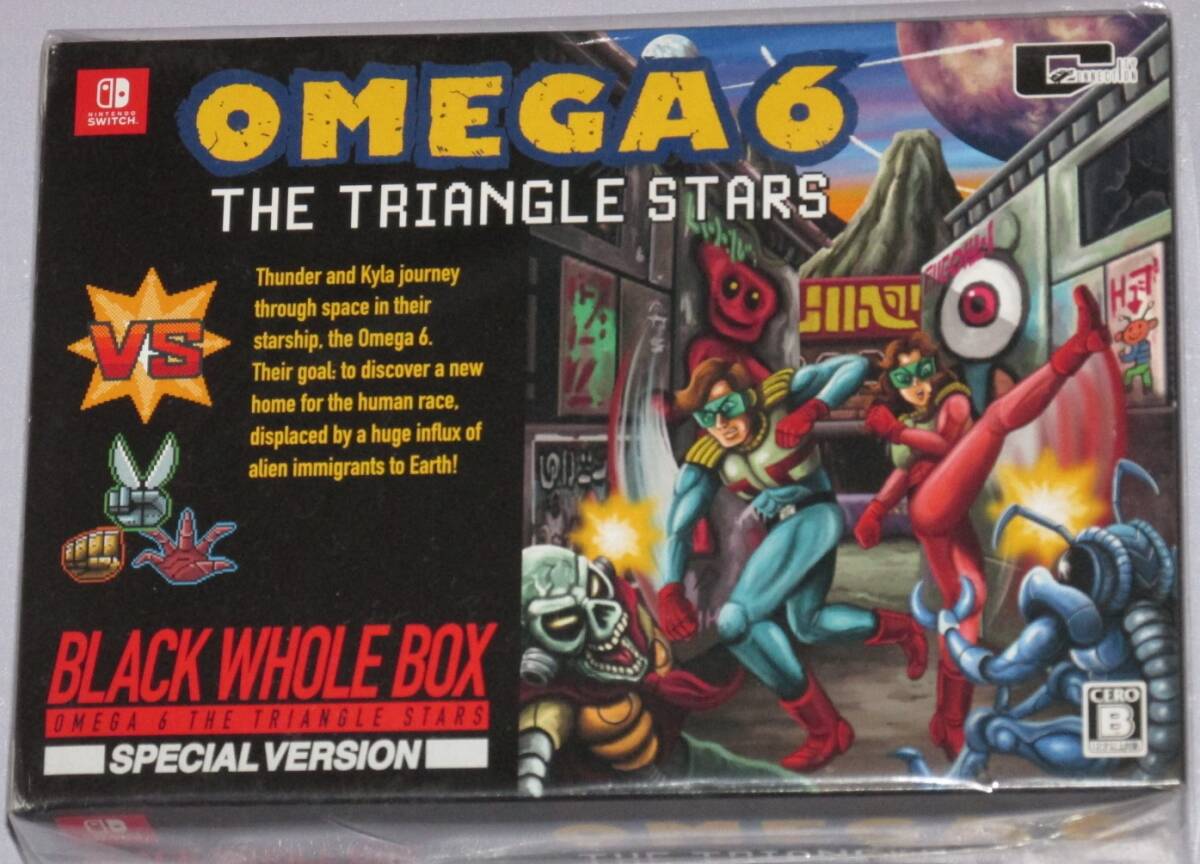 NINTENDO
SWITCH.
OMEGA 6
THE TRIANGLE STARS
Thunder and Kyla journey
through space in their
starship, the Omega 6.
Their goal: to discover a new
home for the human race,
displaced by a huge influx of
alien immigrants to Earth!
VS
BLACK WHOLE BOX
OMEGA 6 THE TRIANGLE STARS
SPECIAL VERSION
CERO
B